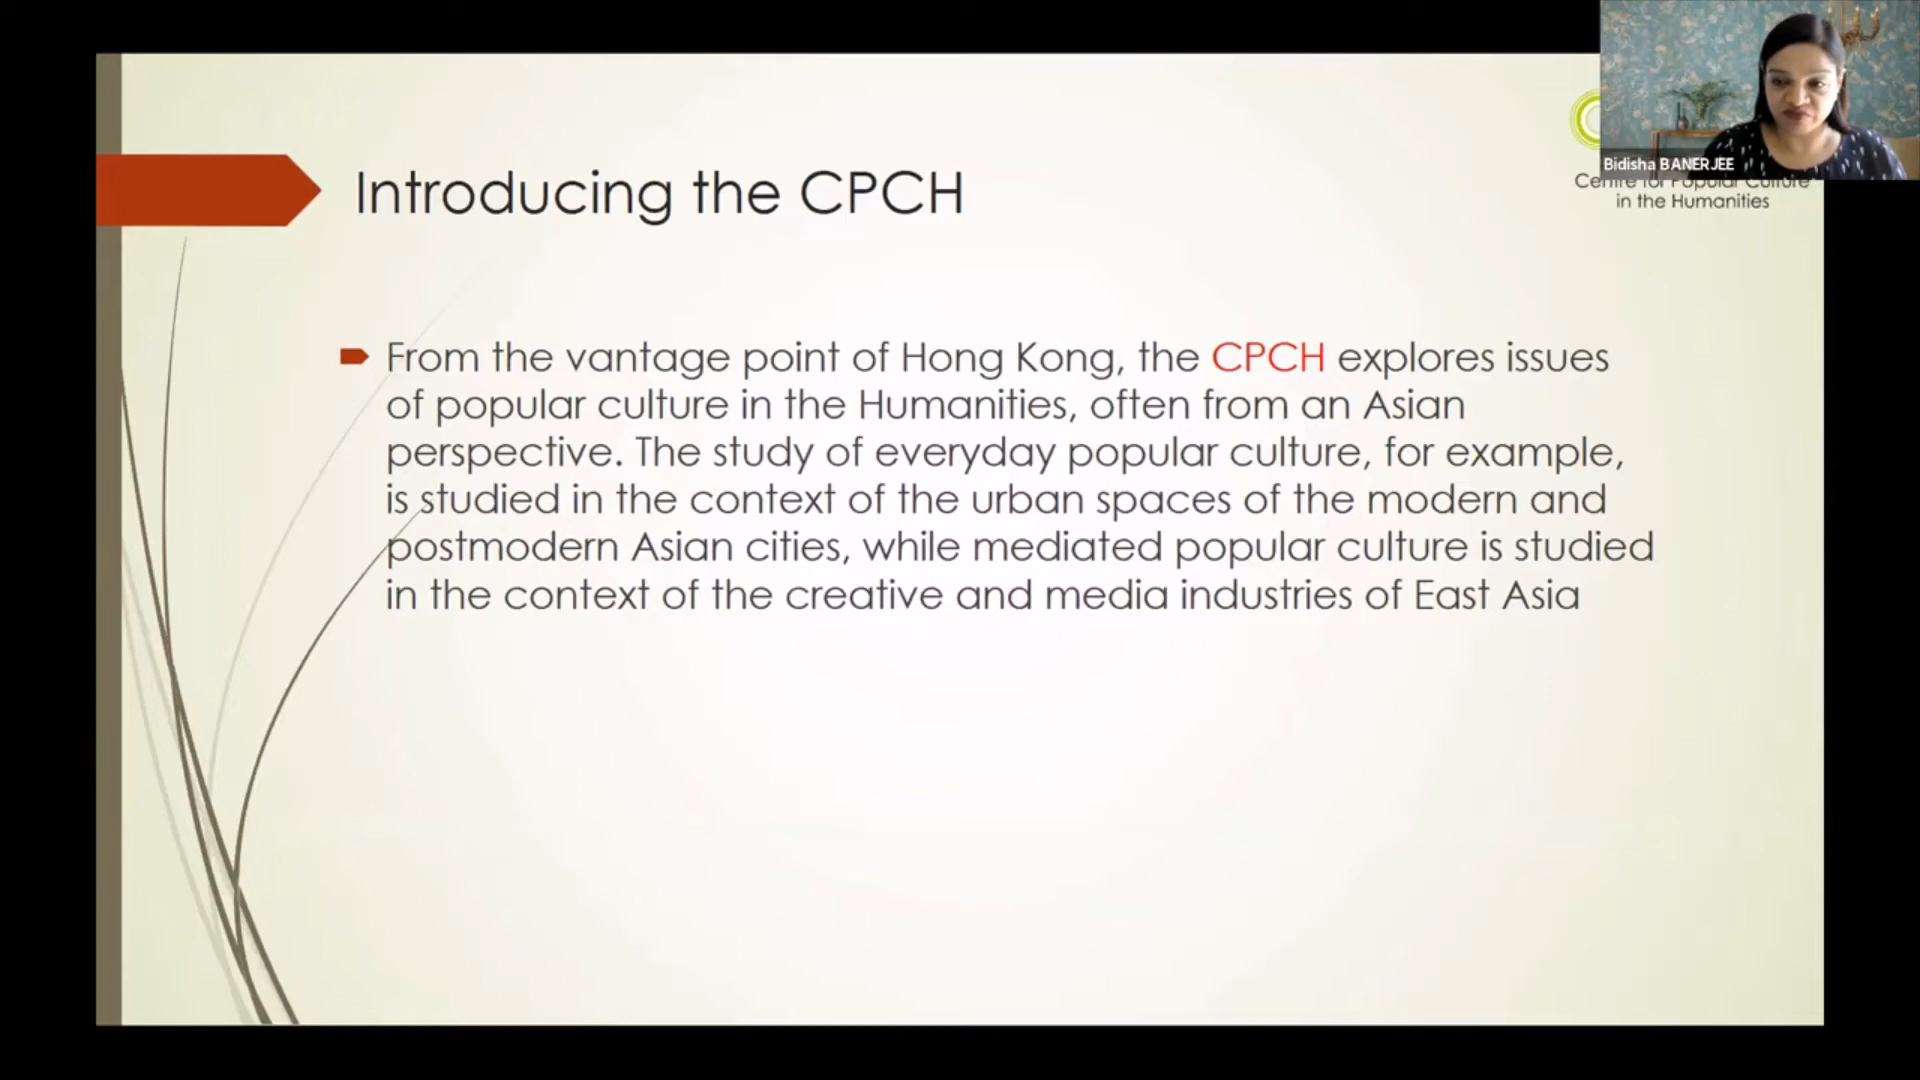 Introducing the CPCH
Bidisha BANERJEE
Centre for Popular Culture
in the Humanities
From the vantage point of Hong Kong, the CPCH explores issues
of popular culture in the Humanities, often from an Asian
perspective. The study of everyday popular culture, for example,
is studied in the context of the urban spaces of the modern and
postmodern Asian cities, while mediated popular culture is studied
in the context of the creative and media industries of East Asia